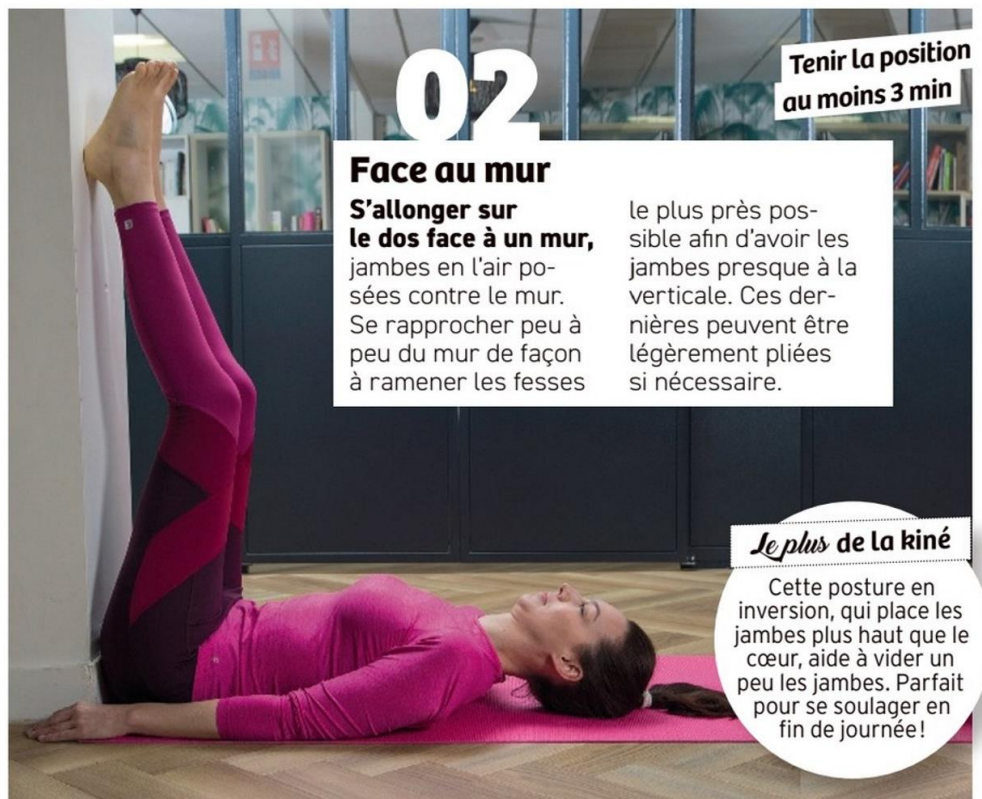 Tenir la position
au moins 3 min
02
Face au mur
S'allonger sur
le dos face à un mur,
jambes en l'air po-
sées contre le mur.
Se rapprocher peu à
peu du mur de façon
à ramener les fesses
le plus près pos-
sible afin d'avoir les
jambes presque à la
verticale. Ces der-
nières peuvent être
légèrement pliées
si nécessaire.
Le plus de la kiné
Cette posture en
inversion, qui place les
jambes plus haut que le
cœur, aide à vider un
peu les jambes. Parfait
pour se soulager en
fin de journée!